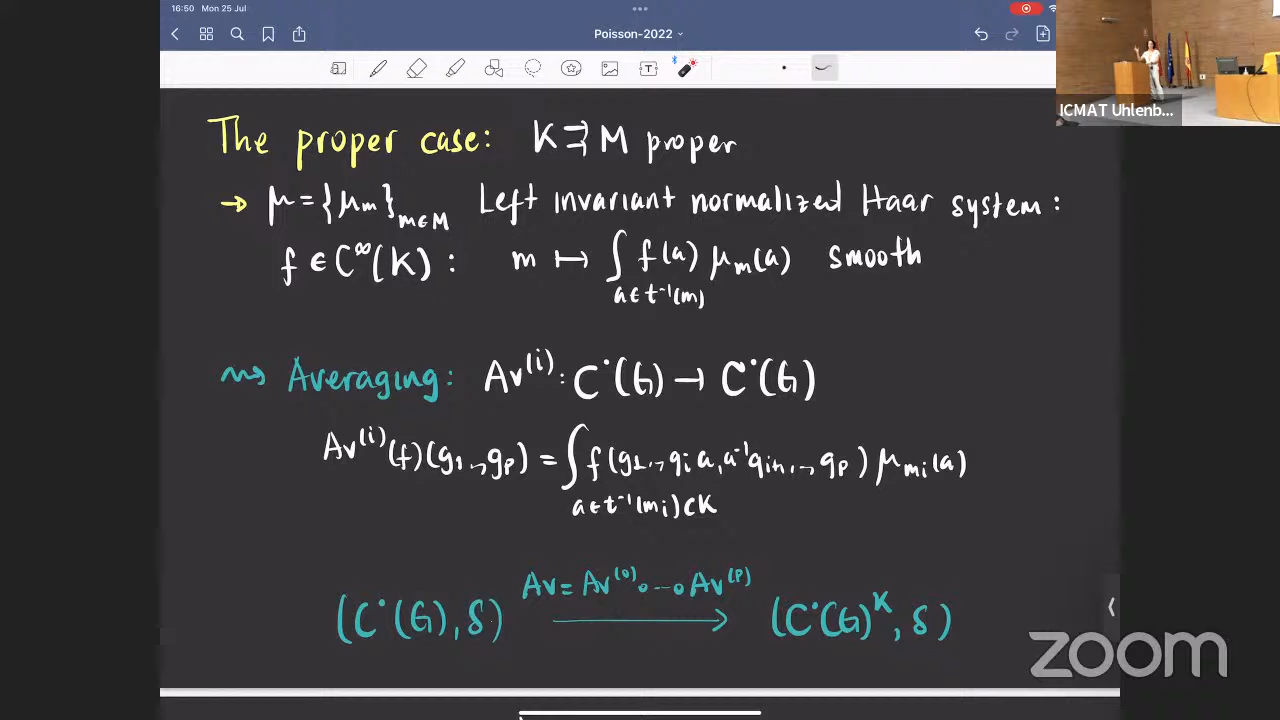 16:50 Mon 25 Jul
Poisson-2022
ICMAT Uhlenb...
The proper case: K ⇉ M proper
→ μ = {μₘ}ₘ∈M Left invariant normalized Haar system :
f ∈ C^∞(K) : m ↦ ∫ f(a) μₘ(a) smooth
a ∈ t⁻¹(m)
⇝ Averaging: Av⁽ⁱ⁾ : C˙(G) → C˙(G)
Av⁽ⁱ⁾(f)(g₁,..,gₚ) = ∫ f(g₁,..,gᵢa, a⁻¹gᵢ₊₁,..,gₚ) μₘᵢ(a)
a ∈ t⁻¹(mᵢ) ⊂ K
Av = Av⁽⁰⁾∘...∘Av⁽ᵖ⁾
(C˙(G), δ) ⟶ (C˙(G)ᴷ, δ)
zoom